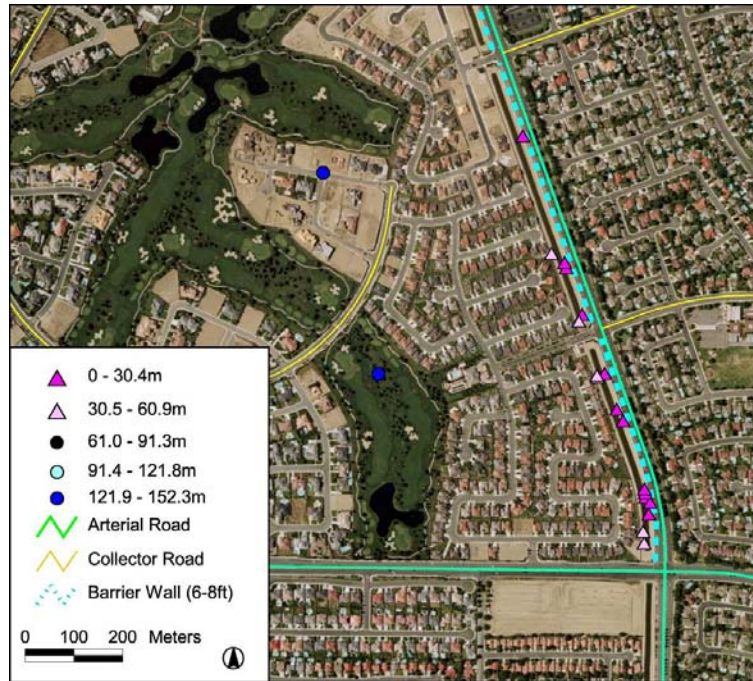 0 - 30.4m
30.5 - 60.9m
61.0 - 91.3m
91.4 - 121.8m
121.9 - 152.3m
Arterial Road
Collector Road
Barrier Wall (6-8ft)
0 100 200 Meters